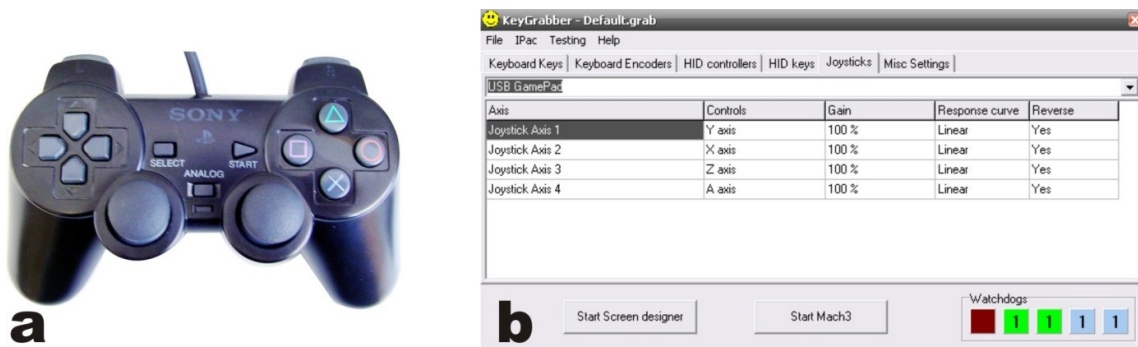 SONY
SELECT
START
ANALOG
a
KeyGrabber - Default.grab
File IPac Testing Help
Keyboard Keys Keyboard Encoders HID controllers HID keys Joysticks Misc Settings
USB GamePad
Axis Controls Gain Response curve Reverse
Joystick Axis 1 Y axis 100 % Linear Yes
Joystick Axis 2 X axis 100 % Linear Yes
Joystick Axis 3 Z axis 100 % Linear Yes
Joystick Axis 4 A axis 100 % Linear Yes
Watchdogs
b
Start Screen designer Start Mach3 1 1 1 1